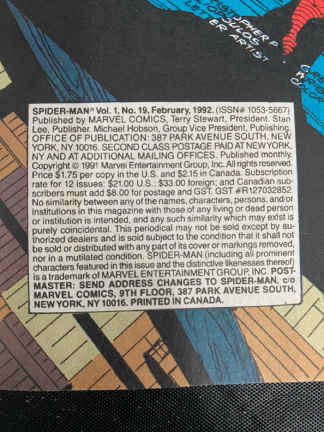 TOPHER
OULOS
LETTER ARTIST
SPIDER-MAN® Vol. 1, No. 19, February, 1992. (ISSN# 1053-5667)
Published by MARVEL COMICS, Terry Stewart, President. Stan
Lee, Publisher. Michael Hobson, Group Vice President, Publishing.
OFFICE OF PUBLICATION: 387 PARK AVENUE SOUTH, NEW
YORK, NY 10016. SECOND CLASS POSTAGE PAID AT NEW YORK,
NY AND AT ADDITIONAL MAILING OFFICES. Published monthly.
Copyright © 1991 Marvel Entertainment Group, Inc. All rights reserved.
Price $1.75 per copy in the U.S. and $2.15 in Canada. Subscription
rate for 12 issues: $21.00 U.S.; $33.00 foreign; and Canadian sub-
scribers must add $8.00 for postage and GST. GST #R127032852.
No similarity between any of the names, characters, persons, and/or
institutions in this magazine with those of any living or dead person
or institution is intended, and any such similarity which may exist is
purely coincidental. This periodical may not be sold except by au-
thorized dealers and is sold subject to the condition that it shall not
be sold or distributed with any part of its cover or markings removed,
nor in a mutilated condition. SPIDER-MAN (including all prominent
characters featured in this issue and the distinctive likenesses thereof)
is a trademark of MARVEL ENTERTAINMENT GROUP, INC. POST-
MASTER: SEND ADDRESS CHANGES TO SPIDER-MAN, c/o
MARVEL COMICS, 9TH FLOOR, 387 PARK AVENUE SOUTH,
NEW YORK, NY 10016. PRINTED IN CANADA.